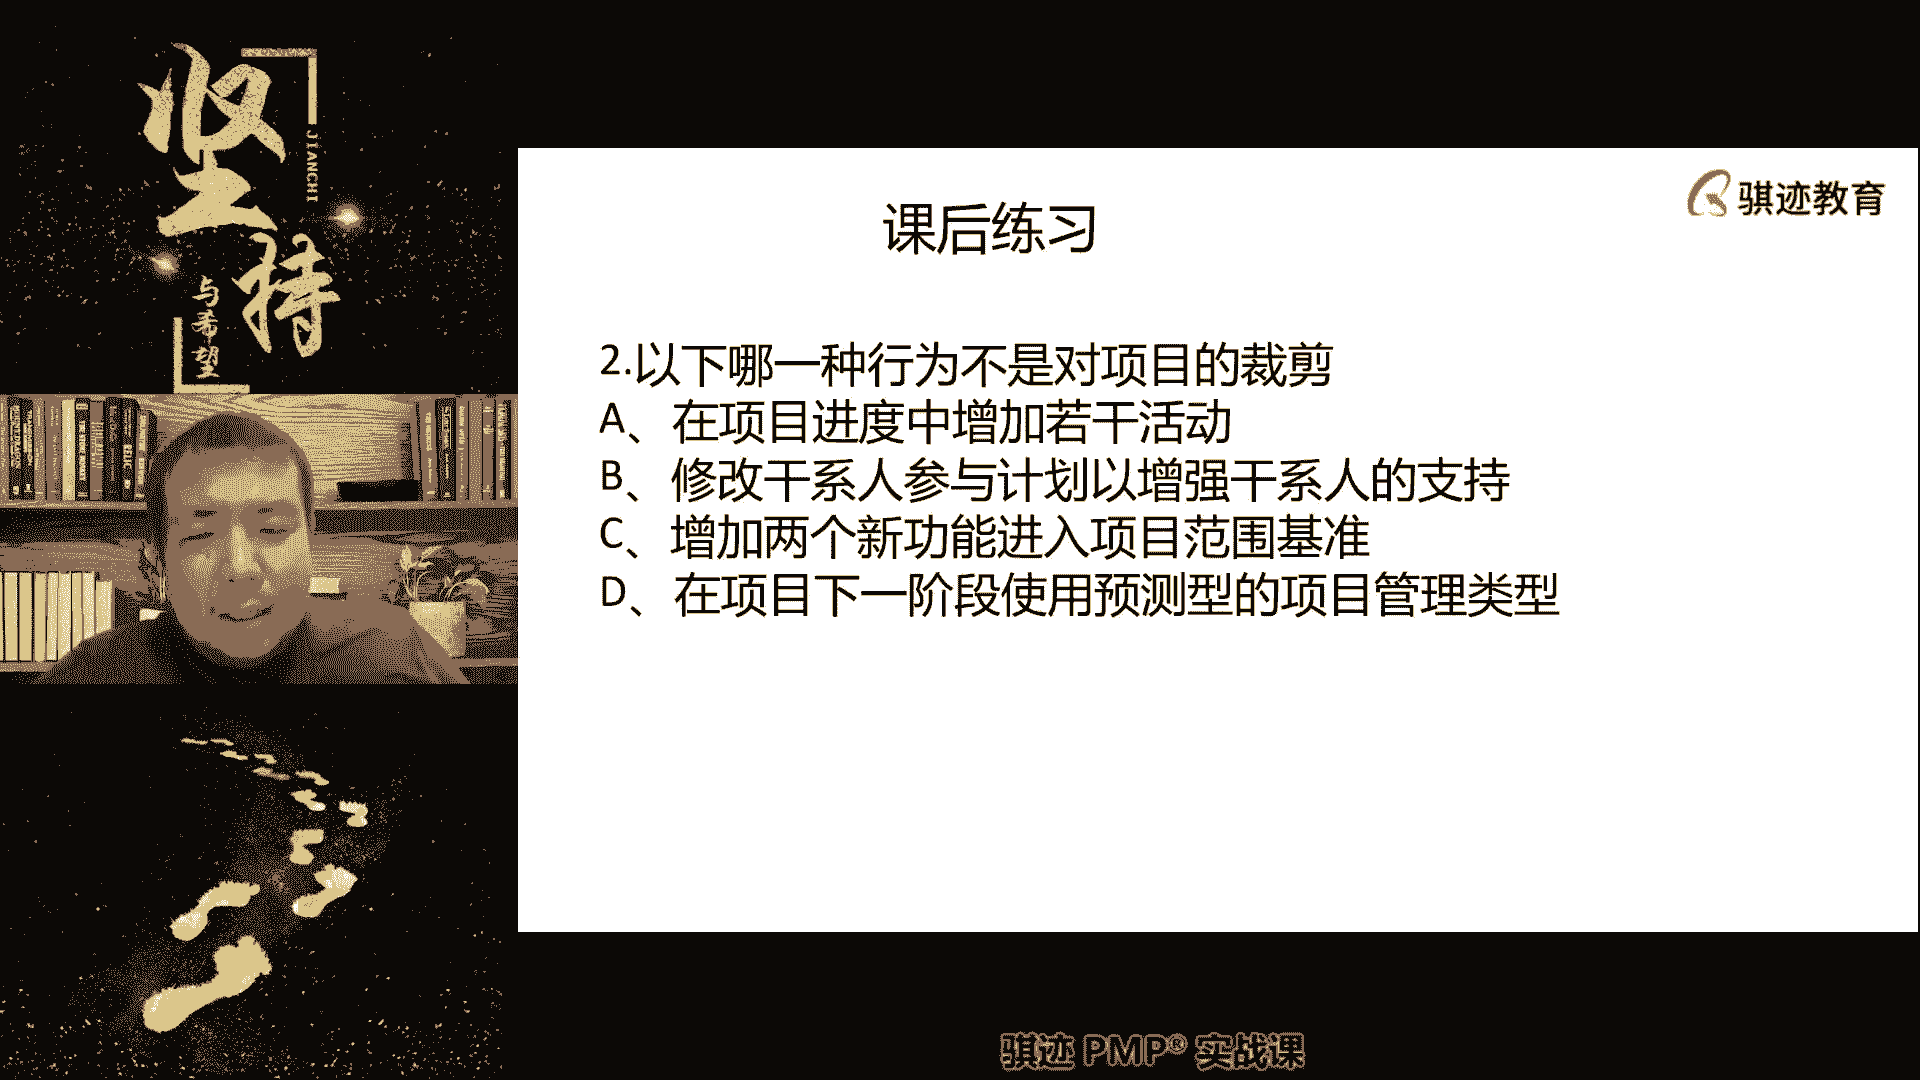 坚持
JIANCHI
与希望
骐迹教育
课后练习
2.以下哪一种行为不是对项目的裁剪
A、在项目进度中增加若干活动
B、修改干系人参与计划以增强干系人的支持
C、增加两个新功能进入项目范围基准
D、在项目下一阶段使用预测型的项目管理类型
骐迹 PMP® 实战课